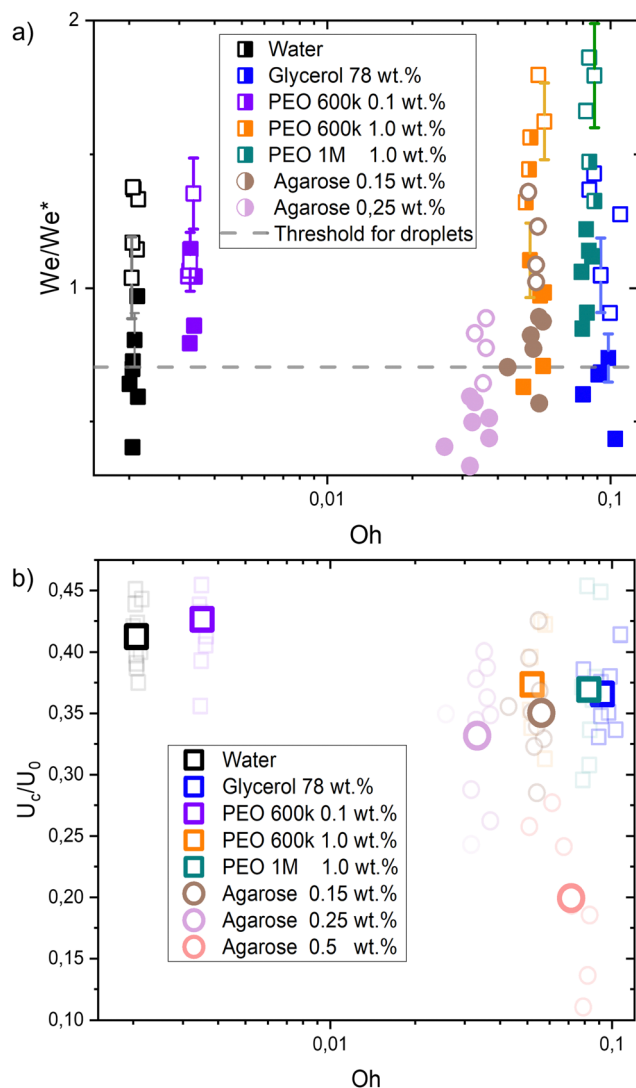 a)
2
Water
Glycerol 78 wt.%
PEO 600k 0.1 wt.%
PEO 600k 1.0 wt.%
PEO 1M 1.0 wt.%
Agarose 0.15 wt.%
Agarose 0,25 wt.%
Threshold for droplets
We/We*
1
0,01
0,1
Oh
b)
0,45
0,40
0,35
0,30
0,25
0,20
0,15
0,10
Uc/U0
Water
Glycerol 78 wt.%
PEO 600k 0.1 wt.%
PEO 600k 1.0 wt.%
PEO 1M 1.0 wt.%
Agarose 0.15 wt.%
Agarose 0.25 wt.%
Agarose 0.5 wt.%
0,01
0,1
Oh